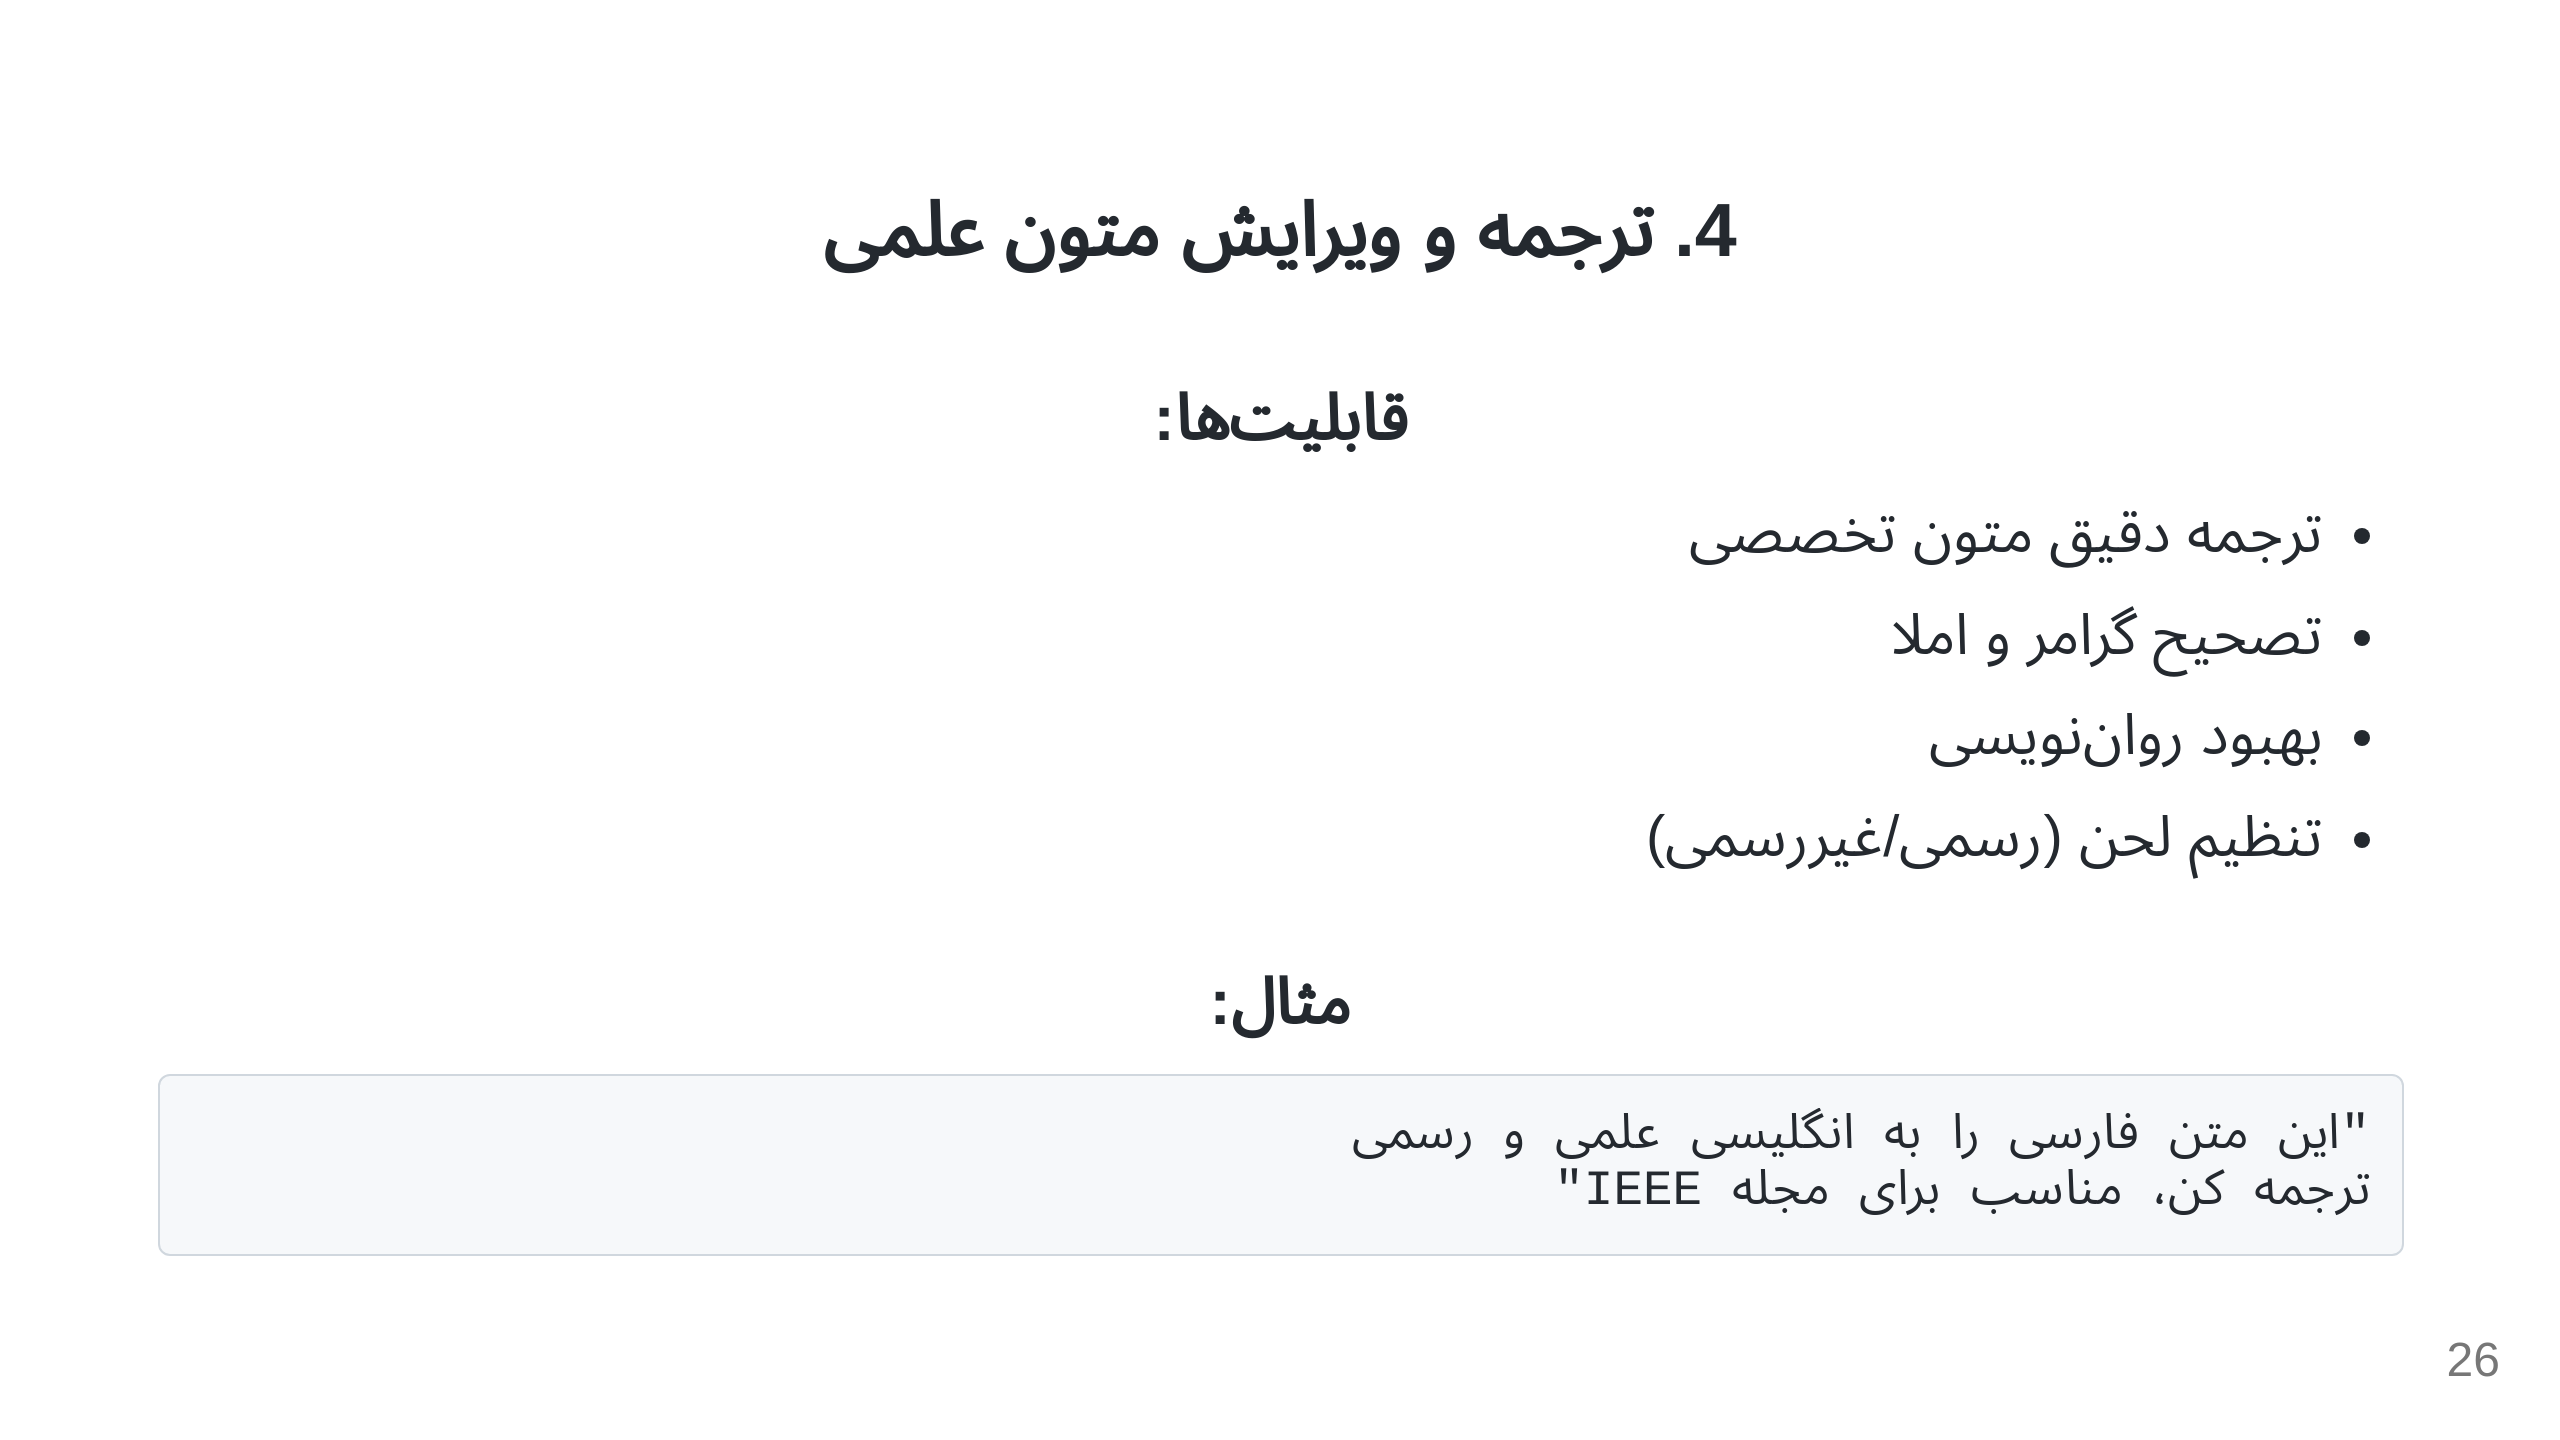 4. ترجمه و ویرایش متون علمی
قابلیت‌ها:
• ترجمه دقیق متون تخصصی
• تصحیح گرامر و املا
• بهبود روان‌نویسی
• تنظیم لحن (رسمی/غیررسمی)
مثال:
"این متن فارسی را به انگلیسی علمی و رسمی
ترجمه کن، مناسب برای مجله IEEE"
26